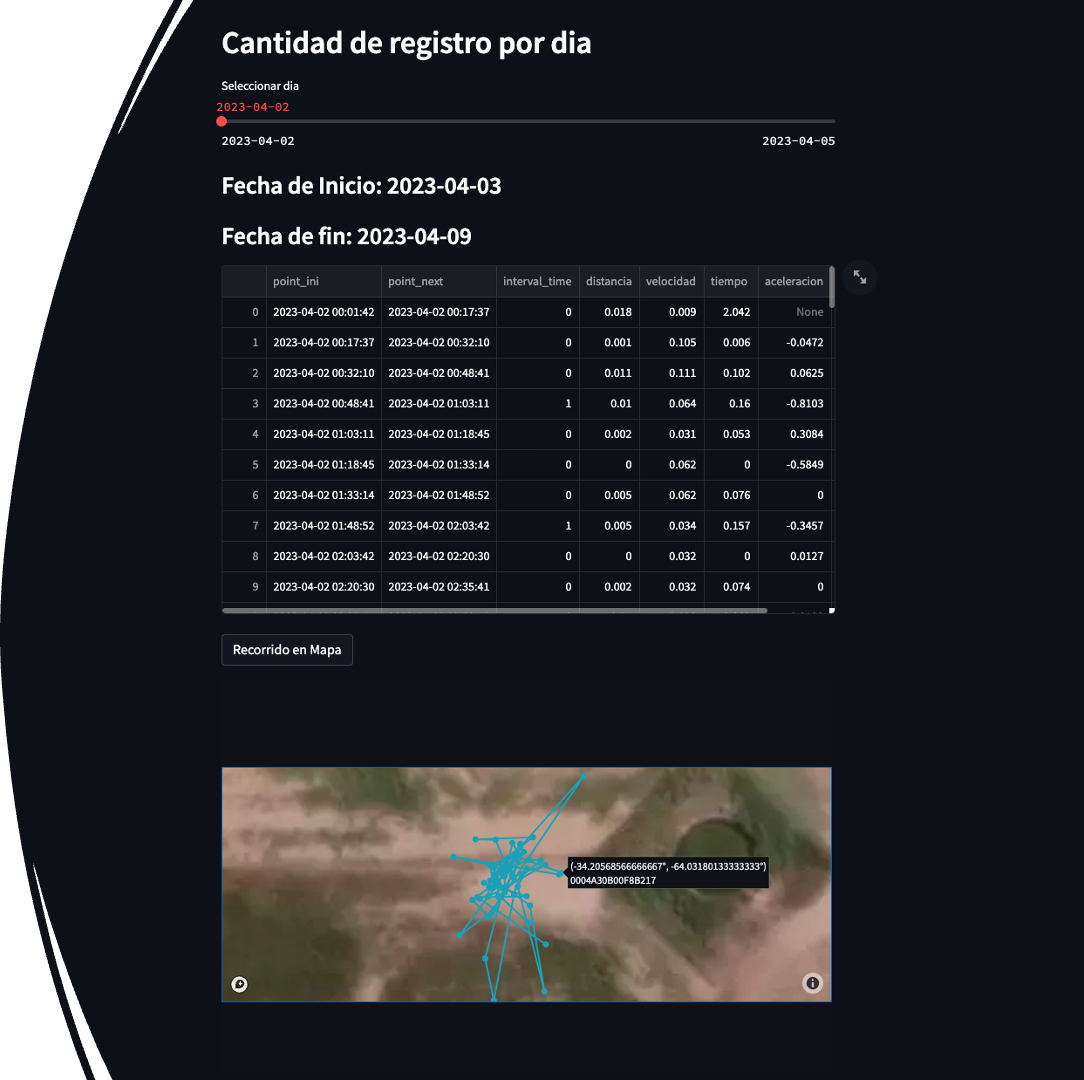 Cantidad de registro por dia
Seleccionar dia
2023-04-02
2023-04-02 2023-04-05
Fecha de Inicio: 2023-04-03
Fecha de fin: 2023-04-09
point_ini point_next interval_time distancia velocidad tiempo aceleracion
0 2023-04-02 00:01:42 2023-04-02 00:17:37 0 0.018 0.009 2.042 None
1 2023-04-02 00:17:37 2023-04-02 00:32:10 0 0.001 0.105 0.006 -0.0472
2 2023-04-02 00:32:10 2023-04-02 00:48:41 0 0.011 0.111 0.102 0.0625
3 2023-04-02 00:48:41 2023-04-02 01:03:11 1 0.01 0.064 0.16 -0.8103
4 2023-04-02 01:03:11 2023-04-02 01:18:45 0 0.002 0.031 0.053 0.3084
5 2023-04-02 01:18:45 2023-04-02 01:33:14 0 0 0.062 0 -0.5849
6 2023-04-02 01:33:14 2023-04-02 01:48:52 0 0.005 0.062 0.076 0
7 2023-04-02 01:48:52 2023-04-02 02:03:42 1 0.005 0.034 0.157 -0.3457
8 2023-04-02 02:03:42 2023-04-02 02:20:30 0 0 0.032 0 0.0127
9 2023-04-02 02:20:30 2023-04-02 02:35:41 0 0.002 0.032 0.074 0
Recorrido en Mapa
(-34.20568566666667°, -64.03180133333333°)
0004A30B00F8B217